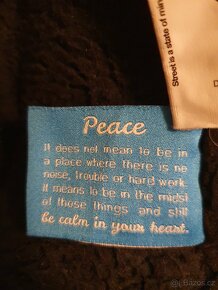 Street is a state of min
Peace
It does not mean to be in
a place where there is no
noise, trouble or hard work.
It means to be in the midst
of those things and still
be calm in your heart.
jezus.cz